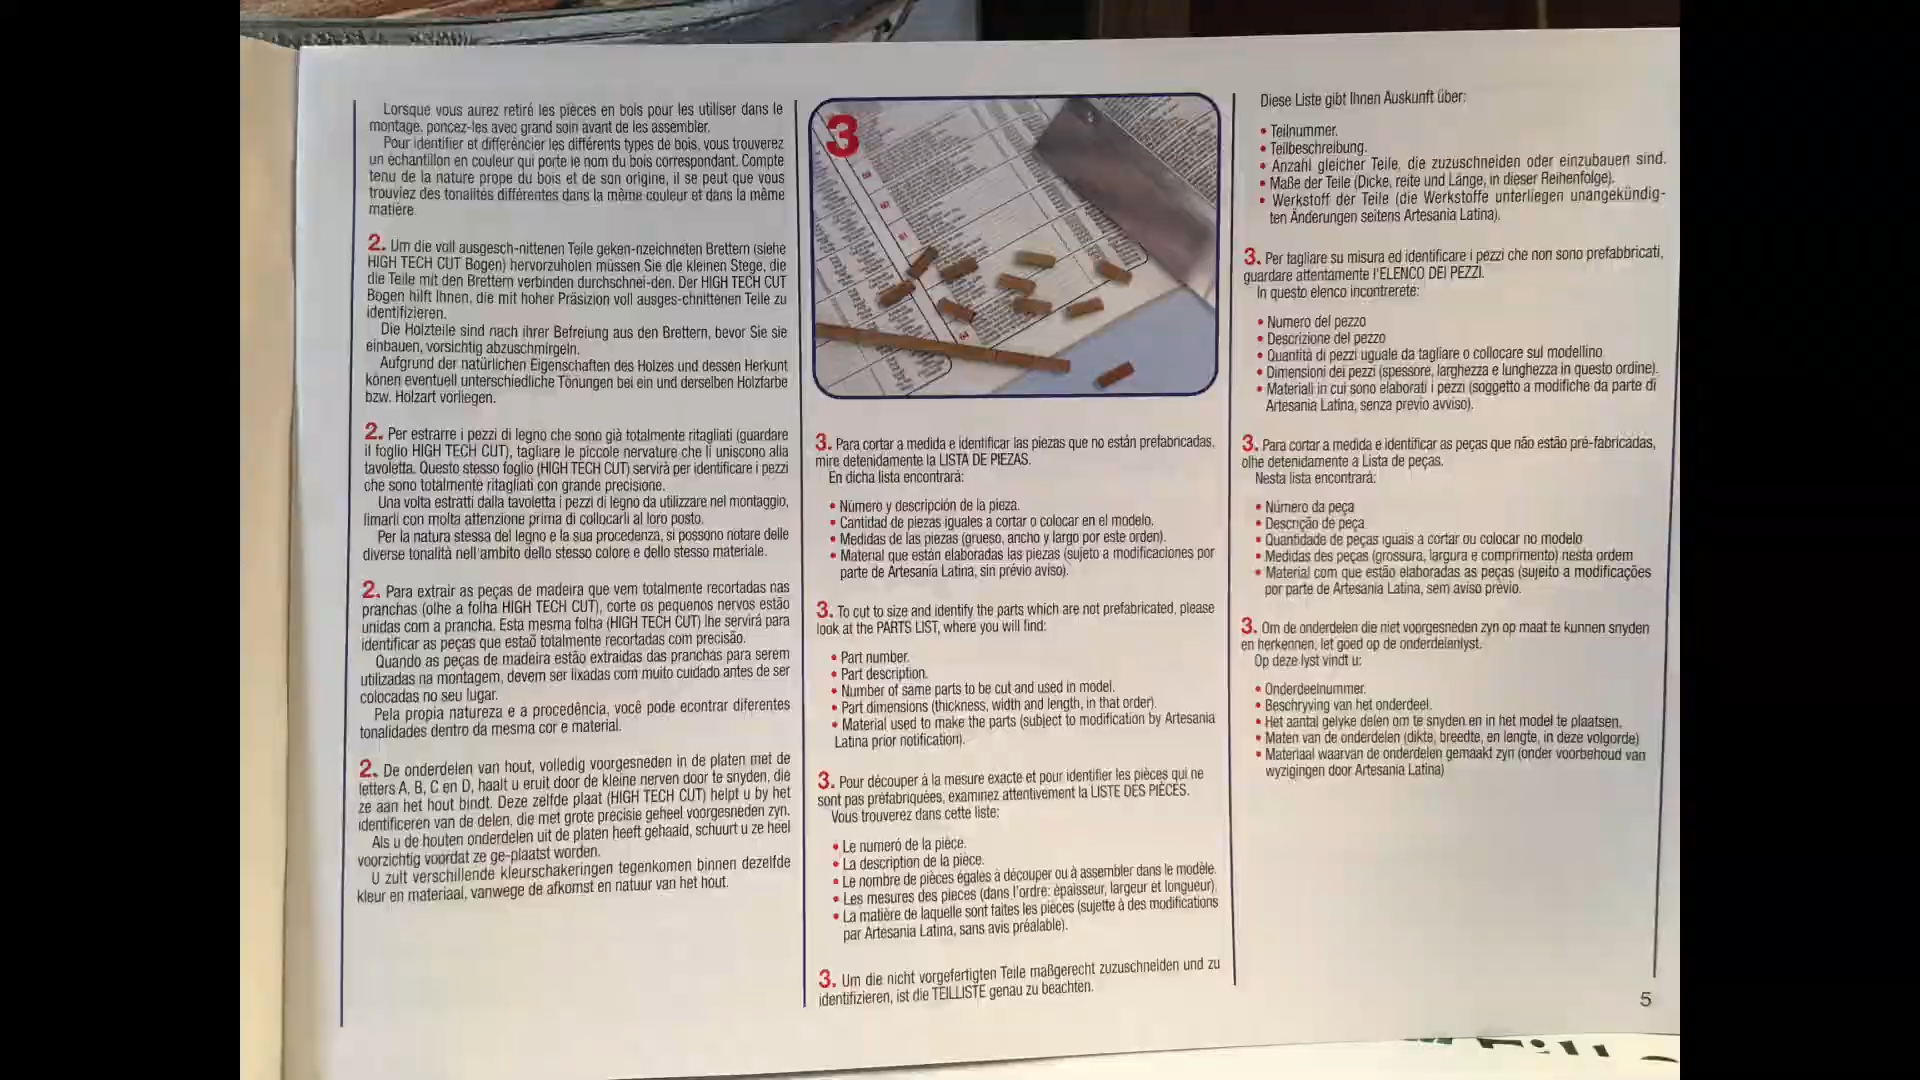 Lorsque vous aurez retiré les pièces en bois pour les utiliser dans le
montage, poncez-les avec grand soin avant de les assembler.
Pour identifier et différencier les différents types de bois, vous trouverez
un échantillon en couleur qui porte le nom du bois correspondant. Compte
tenu de la nature prope du bois et de son origine, il se peut que vous
trouviez des tonalités différentes dans la même couleur et dans la même
matière.
2. Um die voll ausgesch-nittenen Teile geken-nzeichneten Brettern (siehe
HIGH TECH CUT Bogen) hervorzuholen müssen Sie die kleinen Stege, die
die Teile mit den Brettern verbinden durchschnei-den. Der HIGH TECH CUT
Bogen hilft Ihnen, die mit hoher Präsizion voll ausges-chnittenen Teile zu
identifizieren.
Die Holzteile sind nach ihrer Befreiung aus den Brettern, bevor Sie sie
einbauen, vorsichtig abzuschmirgeln.
Aufgrund der natürlichen Eigenschaften des Holzes und dessen Herkunt
könen eventuell unterschiedliche Tönungen bei ein und derselben Holzfarbe
bzw. Holzart vorliegen.
2. Per estrarre i pezzi di legno che sono già totalmente ritagliati (guardare
il foglio HIGH TECH CUT), tagliare le piccole nervature che li uniscono alla
tavoletta. Questo stesso foglio (HIGH TECH CUT) servirà per identificare i pezzi
che sono totalmente ritagliati con grande precisione.
Una volta estratti dalla tavoletta i pezzi di legno da utilizzare nel montaggio,
limarli con molta attenzione prima di collocarli al loro posto.
Per la natura stessa del legno e la sua procedenza, si possono notare delle
diverse tonalità nell'ambito dello stesso colore e dello stesso materiale.
2. Para extrair as peças de madeira que vem totalmente recortadas nas
pranchas (olhe a folha HIGH TECH CUT), corte os pequenos nervos estão
unidas com a prancha. Esta mesma folha (HIGH TECH CUT) lhe servirá para
identificar as peças que estaõ totalmente recortadas com precisão.
Quando as peças de madeira estão extraidas das pranchas para serem
utilizadas na montagem, devem ser lixadas com muito cuidado antes de ser
colocadas no seu lugar.
Pela propia natureza e a procedência, você pode econtrar diferentes
tonalidades dentro da mesma cor e material.
2. De onderdelen van hout, volledig voorgesneden in de platen met de
letters A, B, C en D, haalt u eruit door de kleine nerven door te snyden, die
ze aan het hout bindt. Deze zelfde plaat (HIGH TECH CUT) helpt u by het
identificeren van de delen, die met grote precisie geheel voorgesneden zyn.
Als u de houten onderdelen uit de platen heeft gehaald, schuurt u ze heel
voorzichtig voordat ze ge-plaatst worden.
U zult verschillende kleurschakeringen tegenkomen binnen dezelfde
kleur en materiaal, vanwege de afkomst en natuur van het hout.
3
3. Para cortar a medida e identificar las piezas que no están prefabricadas,
mire detenidamente la LISTA DE PIEZAS.
En dicha lista encontrará:
• Número y descripción de la pieza.
• Cantidad de piezas iguales a cortar o colocar en el modelo.
• Medidas de las piezas (grueso, ancho y largo por este orden).
• Material que están elaboradas las piezas (sujeto a modificaciones por
parte de Artesanía Latina, sin prévio aviso).
3. To cut to size and identify the parts which are not prefabricated, please
look at the PARTS LIST, where you will find:
• Part number.
• Part description.
• Number of same parts to be cut and used in model.
• Part dimensions (thickness, width and length, in that order).
• Material used to make the parts (subject to modification by Artesania
Latina prior notification).
3. Pour découper à la mesure exacte et pour identifier les pièces qui ne
sont pas préfabriquées, examinez attentivement la LISTE DES PIÈCES.
Vous trouverez dans cette liste:
• Le numeró de la pièce.
• La description de la pièce.
• Le nombre de pièces égales à découper ou à assembler dans le modèle.
• Les mesures des pieces (dans l'ordre: èpaisseur, largeur et longueur).
• La matière de laquelle sont faites les pièces (sujette à des modifications
par Artesania Latina, sans avis préalable).
3. Um die nicht vorgefertigten Teile maßgerecht zuzuschneiden und zu
identifizieren, ist die TEILLISTE genau zu beachten.
Diese Liste gibt Ihnen Auskunft über:
• Teilnummer.
• Teilbeschreibung.
• Anzahl gleicher Teile, die zuzuschneiden oder einzubauen sind.
• Maße der Teile (Dicke, reite und Länge, in dieser Reihenfolge).
• Werkstoff der Teile (die Werkstoffe unterliegen unangekündig-
ten Änderungen seitens Artesania Latina).
3. Per tagliare su misura ed identificare i pezzi che non sono prefabbricati,
guardare attentamente l'ELENCO DEI PEZZI.
In questo elenco incontrerete:
• Numero del pezzo
• Descrizione del pezzo
• Quantità di pezzi uguale da tagliare o collocare sul modellino
• Dimensioni dei pezzi (spessore, larghezza e lunghezza in questo ordine).
• Materiali in cui sono elaborati i pezzi (soggetto a modifiche da parte di
Artesania Latina, senza previo avviso).
3. Para cortar a medida e identificar as peças que não estão pré-fabricadas,
olhe detenidamente a Lista de peças.
Nesta lista encontrará:
• Número da peça
• Descrição de peça
• Quantidade de peças iguais a cortar ou colocar no modelo
• Medidas des peças (grossura, largura e comprimento) nesta ordem
• Material com que estão elaboradas as peças (sujeito a modificações
por parte de Artesania Latina, sem aviso prévio.
3. Om de onderdelen die niet voorgesneden zyn op maat te kunnen snyden
en herkennen, let goed op de onderdelenlyst.
Op deze lyst vindt u:
• Onderdeelnummer.
• Beschryving van het onderdeel.
• Het aantal gelyke delen om te snyden en in het model te plaatsen.
• Maten van de onderdelen (dikte, breedte, en lengte, in deze volgorde)
• Materiaal waarvan de onderdelen gemaakt zyn (onder voorbehoud van
wyzigingen door Artesania Latina)
5